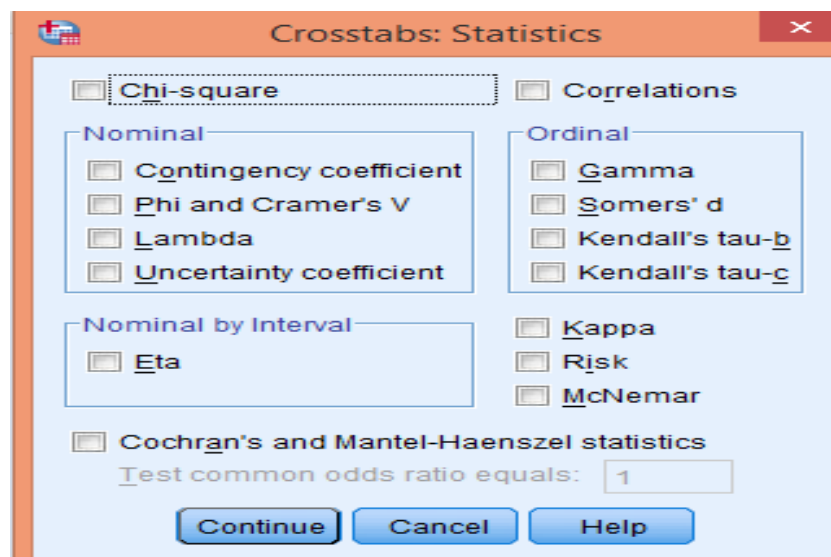 Crosstabs: Statistics
Chi-square
Correlations
Nominal
Contingency coefficient
Phi and Cramer's V
Lambda
Uncertainty coefficient
Ordinal
Gamma
Somers' d
Kendall's tau-b
Kendall's tau-c
Nominal by Interval
Eta
Kappa
Risk
McNemar
Cochran's and Mantel-Haenszel statistics
Test common odds ratio equals: 1
Continue Cancel Help